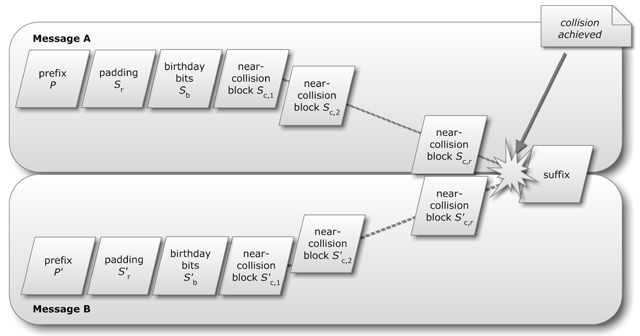 collision
achieved
Message A
prefix
P
padding
Sr
birthday
bits
Sb
near-
collision
block Sc,1
near-
collision
block Sc,2
near-
collision
block Sc,r
suffix
near-
collision
block S'c,r
near-
collision
block S'c,2
prefix
P'
padding
S'r
birthday
bits
S'b
near-
collision
block S'c,1
Message B